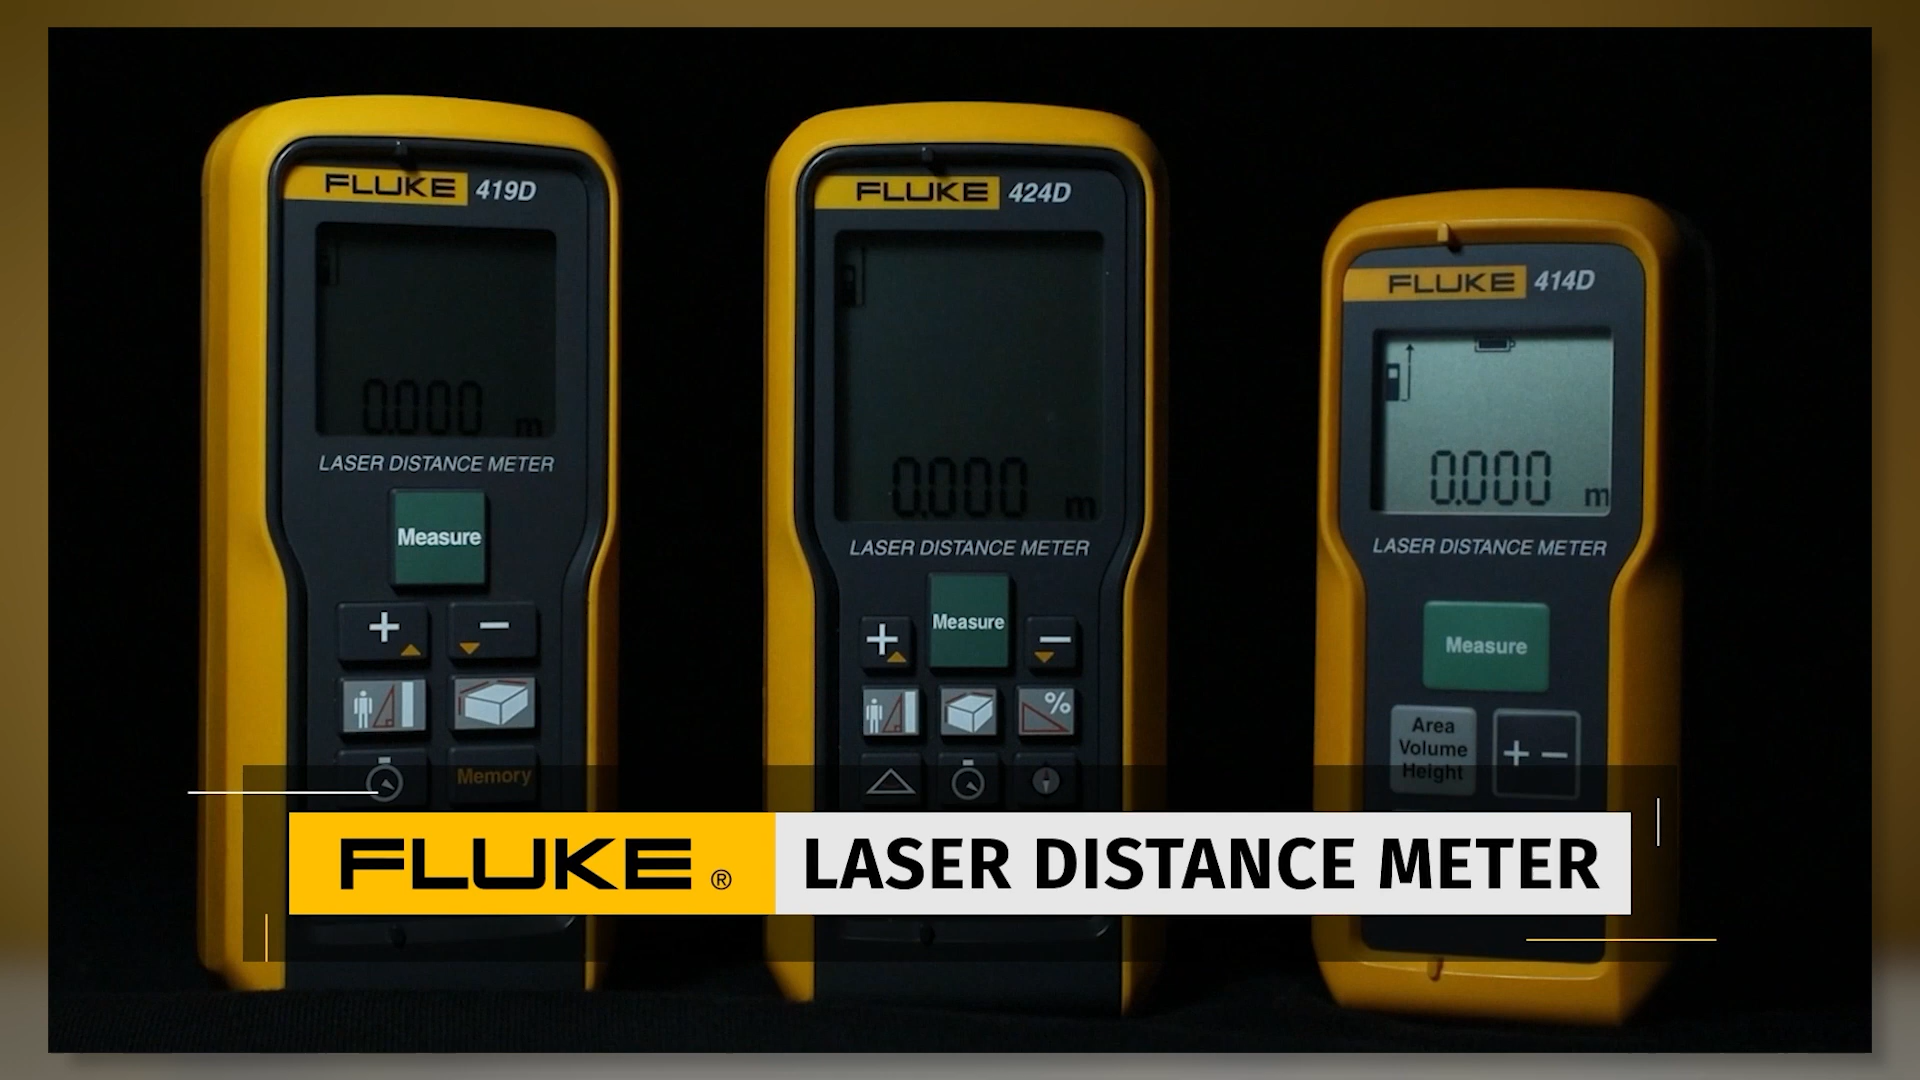 FLUKE 419D
0.000 m
LASER DISTANCE METER
Measure
+ −
Memory
FLUKE 424D
0.000 m
LASER DISTANCE METER
Measure
+ −
%
FLUKE 414D
0.000 m
LASER DISTANCE METER
Measure
Area
Volume
Height
+ −
FLUKE ® LASER DISTANCE METER